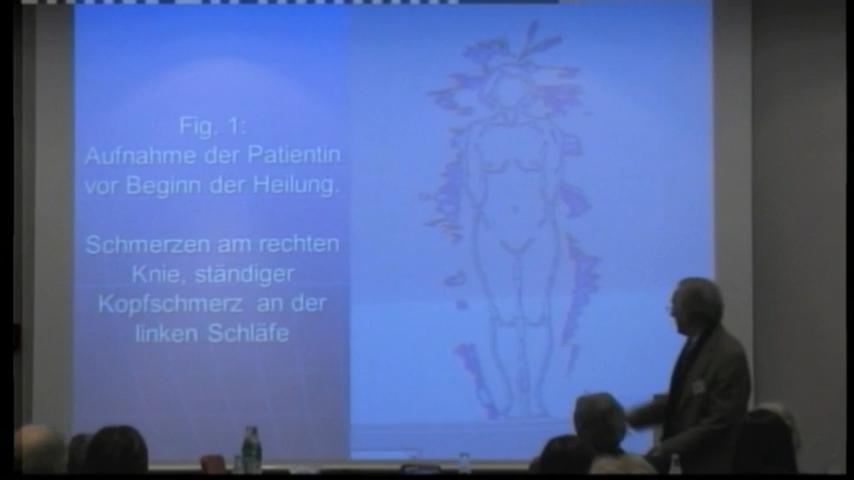 Fig. 1:
Aufnahme der Patientin
vor Beginn der Heilung.
Schmerzen am rechten
Knie, ständiger
Kopfschmerz an der
linken Schläfe